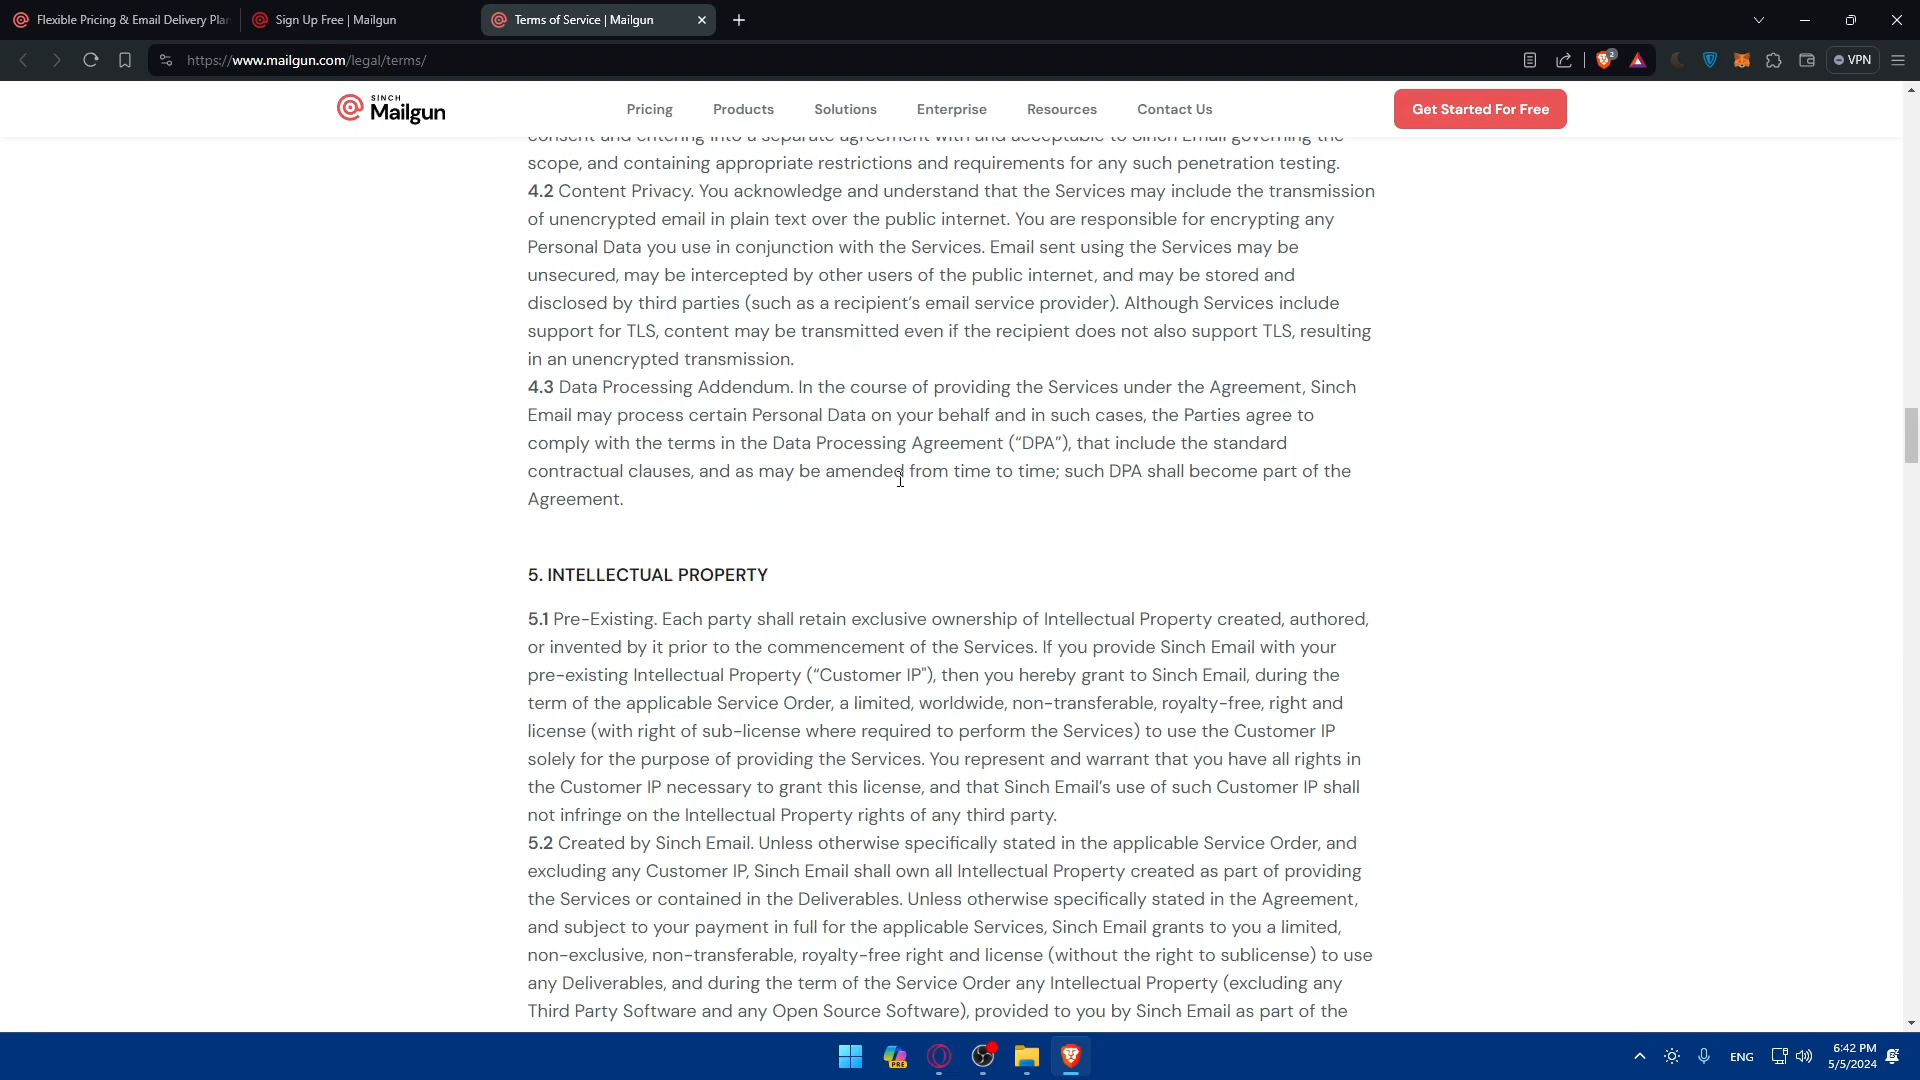 Flexible Pricing & Email Delivery Pla
Sign Up Free | Mailgun
Terms of Service | Mailgun
https://www.mailgun.com/legal/terms/
2
VPN
SINCH
Mailgun
Pricing
Products
Solutions
Enterprise
Resources
Contact Us
Get Started For Free
consent and entering into a separate agreement with and acceptable to Sinch Email governing the
scope, and containing appropriate restrictions and requirements for any such penetration testing.
4.2 Content Privacy. You acknowledge and understand that the Services may include the transmission
of unencrypted email in plain text over the public internet. You are responsible for encrypting any
Personal Data you use in conjunction with the Services. Email sent using the Services may be
unsecured, may be intercepted by other users of the public internet, and may be stored and
disclosed by third parties (such as a recipient’s email service provider). Although Services include
support for TLS, content may be transmitted even if the recipient does not also support TLS, resulting
in an unencrypted transmission.
4.3 Data Processing Addendum. In the course of providing the Services under the Agreement, Sinch
Email may process certain Personal Data on your behalf and in such cases, the Parties agree to
comply with the terms in the Data Processing Agreement (“DPA”), that include the standard
contractual clauses, and as may be amended from time to time; such DPA shall become part of the
Agreement.
5. INTELLECTUAL PROPERTY
5.1 Pre-Existing. Each party shall retain exclusive ownership of Intellectual Property created, authored,
or invented by it prior to the commencement of the Services. If you provide Sinch Email with your
pre-existing Intellectual Property (“Customer IP"), then you hereby grant to Sinch Email, during the
term of the applicable Service Order, a limited, worldwide, non-transferable, royalty-free, right and
license (with right of sub-license where required to perform the Services) to use the Customer IP
solely for the purpose of providing the Services. You represent and warrant that you have all rights in
the Customer IP necessary to grant this license, and that Sinch Email’s use of such Customer IP shall
not infringe on the Intellectual Property rights of any third party.
5.2 Created by Sinch Email. Unless otherwise specifically stated in the applicable Service Order, and
excluding any Customer IP, Sinch Email shall own all Intellectual Property created as part of providing
the Services or contained in the Deliverables. Unless otherwise specifically stated in the Agreement,
and subject to your payment in full for the applicable Services, Sinch Email grants to you a limited,
non-exclusive, non-transferable, royalty-free right and license (without the right to sublicense) to use
any Deliverables, and during the term of the Service Order any Intellectual Property (excluding any
Third Party Software and any Open Source Software), provided to you by Sinch Email as part of the
PRE
ENG
6:42 PM
5/5/2024